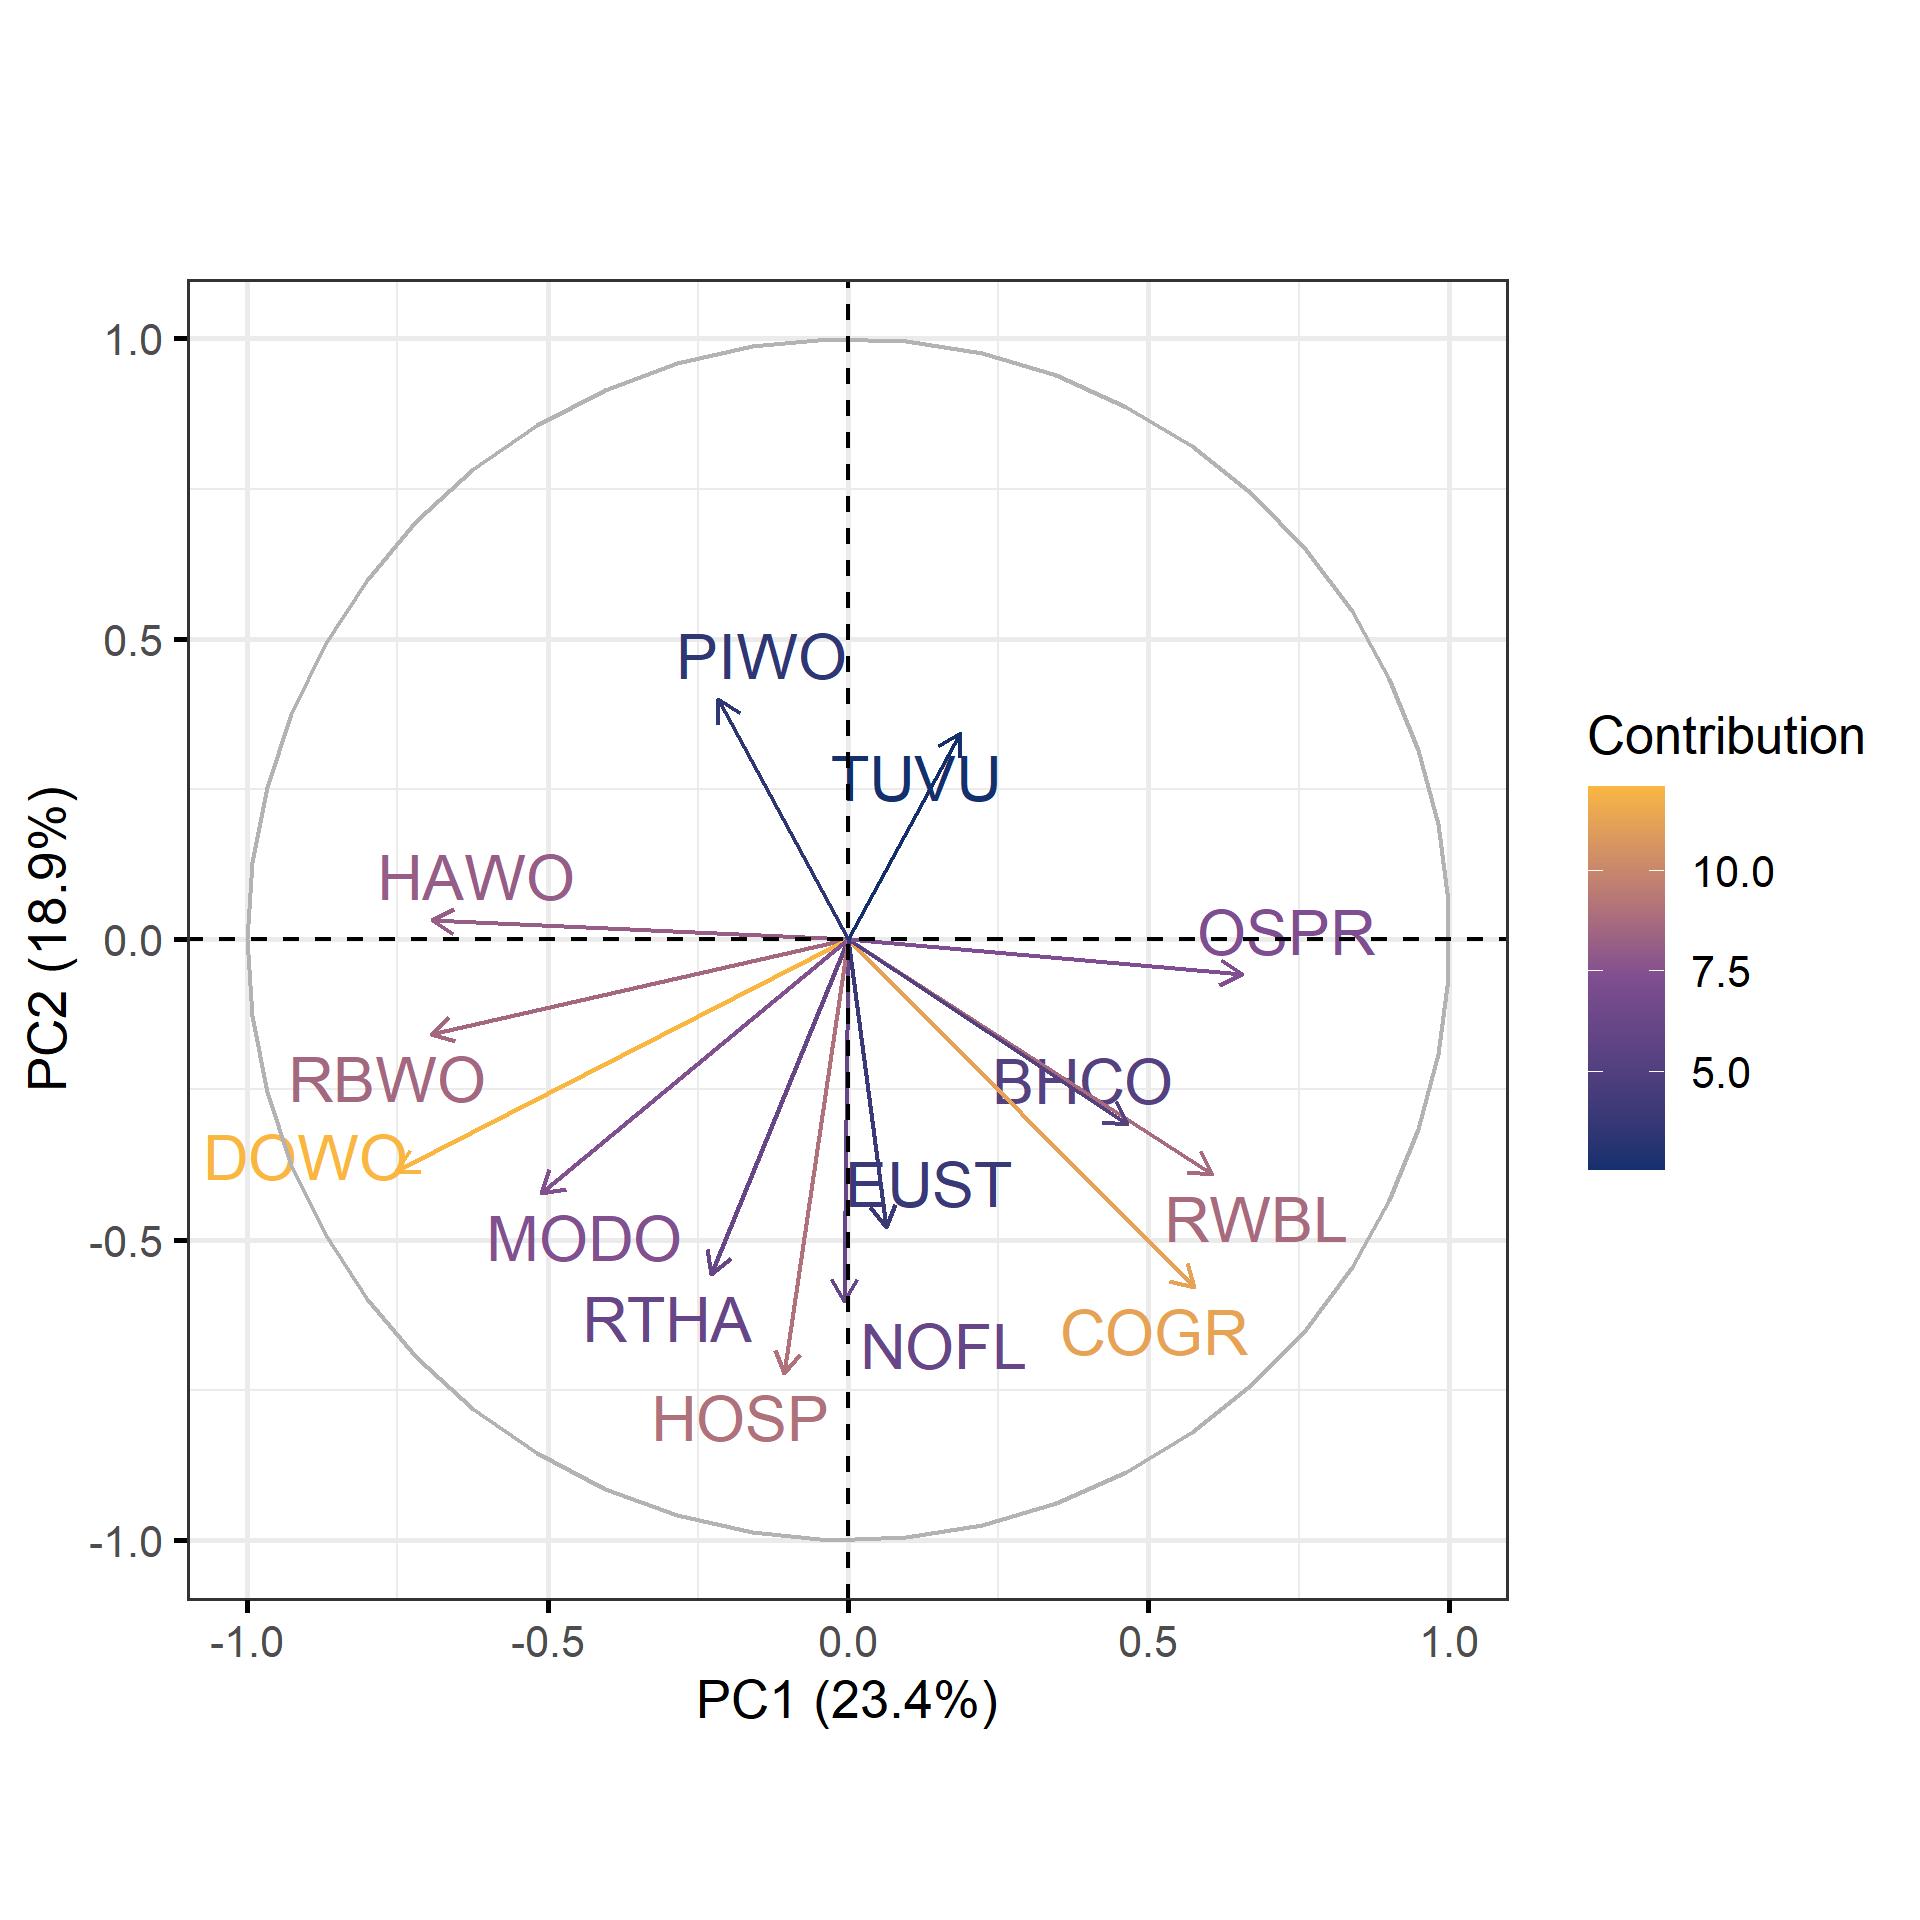 1.0
0.5
0.0
-0.5
-1.0
PC2 (18.9%)
PIWO
TUVU
HAWO
OSPR
RBWO
BHCO
DOWO
EUST
RWBL
MODO
RTHA
NOFL
COGR
HOSP
-1.0
-0.5
0.0
0.5
1.0
PC1 (23.4%)
Contribution
10.0
7.5
5.0